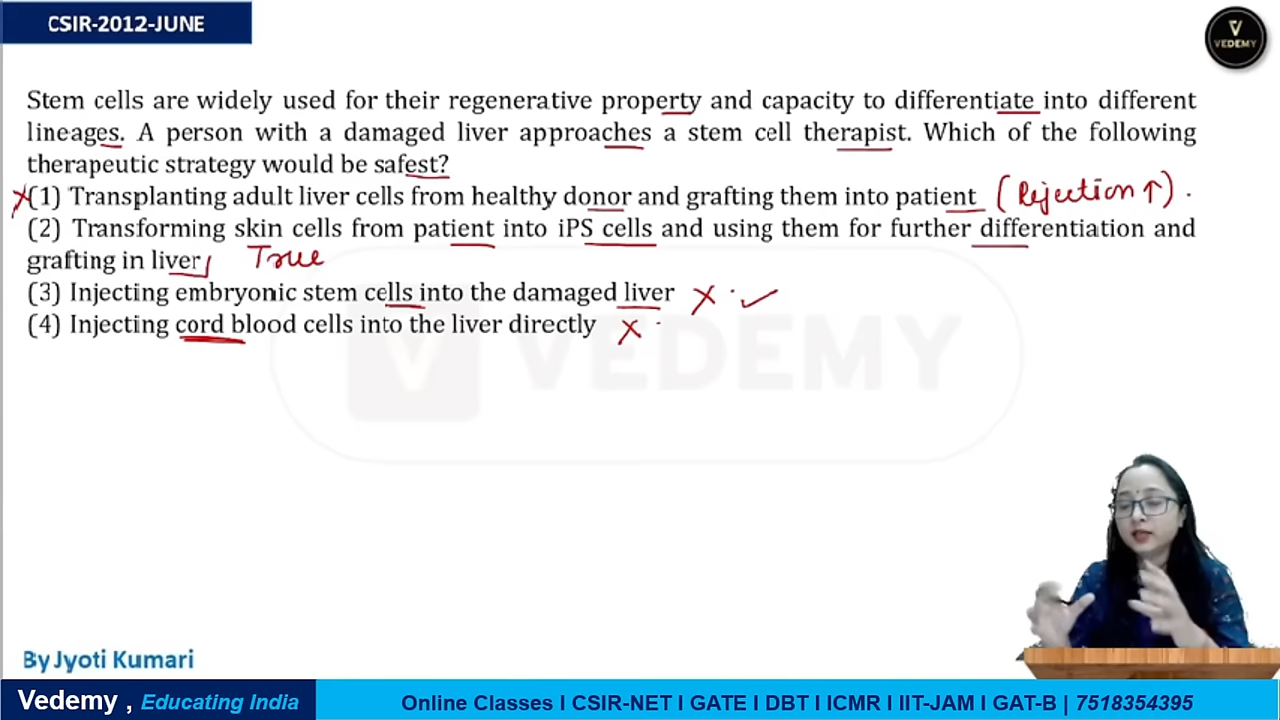 CSIR-2012-JUNE
VEDEMY
Stem cells are widely used for their regenerative property and capacity to differentiate into different
lineages. A person with a damaged liver approaches a stem cell therapist. Which of the following
therapeutic strategy would be safest?
(1) Transplanting adult liver cells from healthy donor and grafting them into patient (Rejection ↑).
(2) Transforming skin cells from patient into iPS cells and using them for further differentiation and
grafting in liver True
(3) Injecting embryonic stem cells into the damaged liver X ✓
(4) Injecting cord blood cells into the liver directly X
VEDEMY
By Jyoti Kumari
Vedemy , Educating India
Online Classes I CSIR-NET I GATE I DBT I ICMR I IIT-JAM I GAT-B | 7518354395